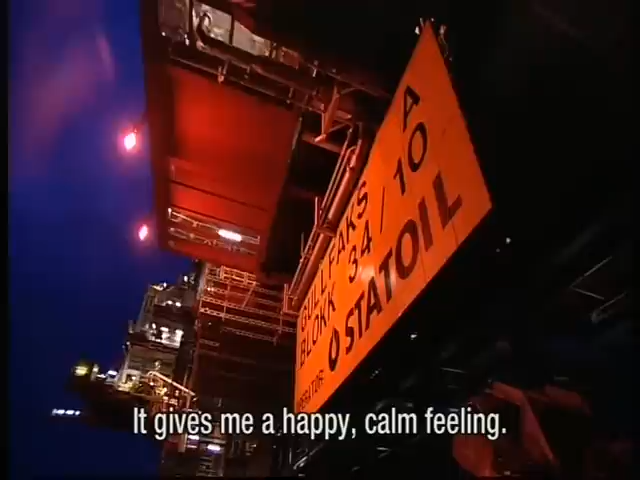 GULLFAKS A
BLOKK 34/10
OPERATØR STATOIL
It gives me a happy, calm feeling.